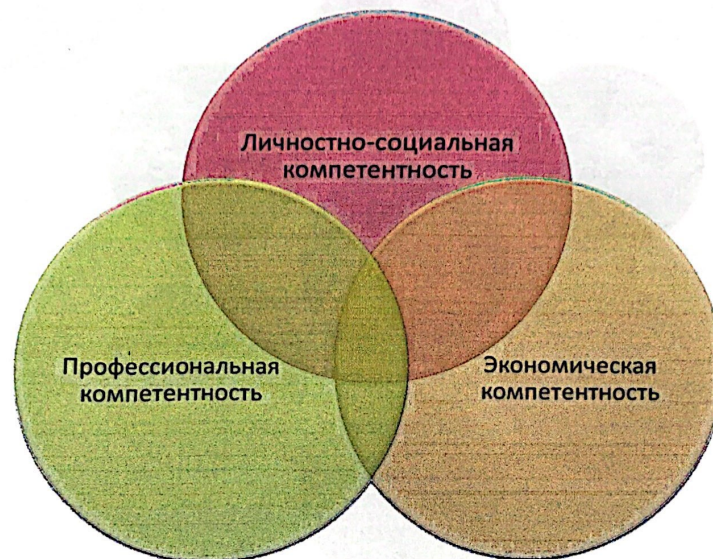 Личностно-социальная
компетентность
Профессиональная
компетентность
Экономическая
компетентность